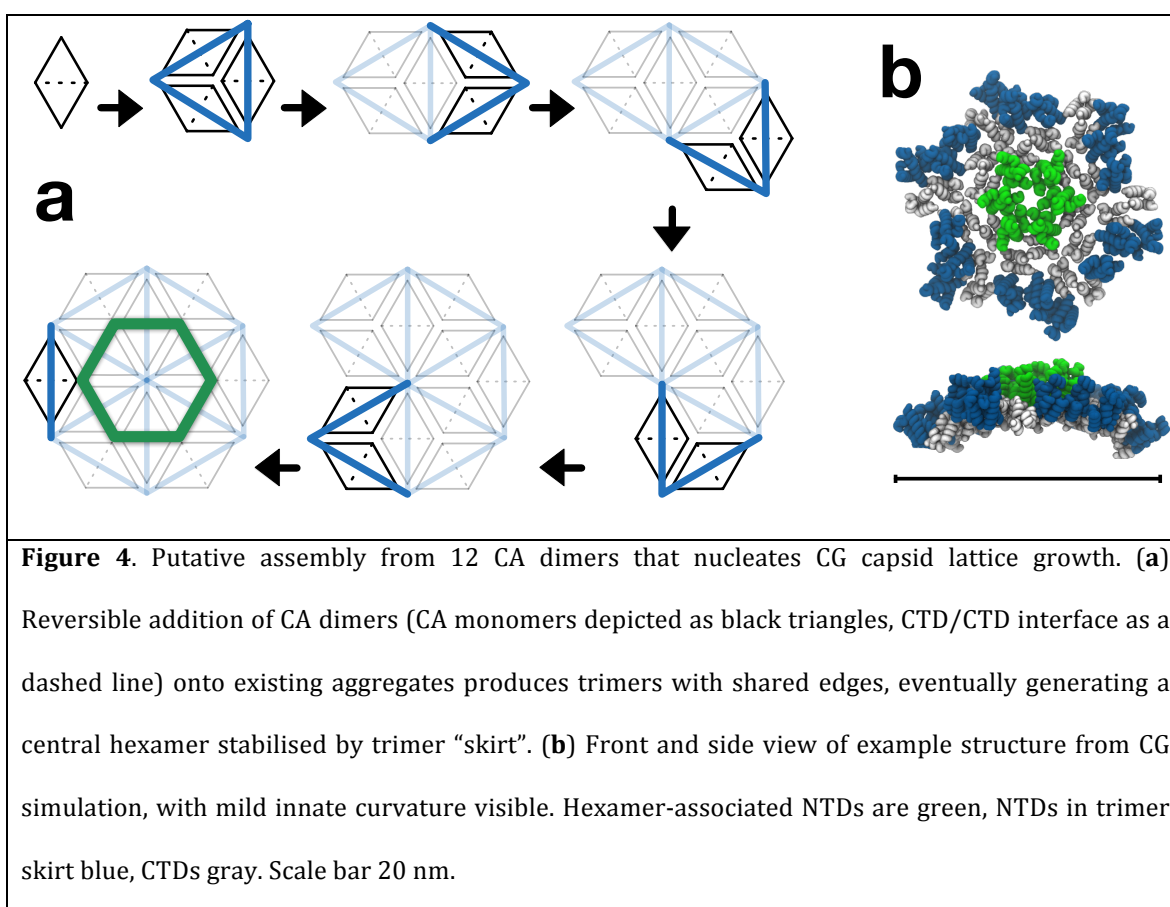 a
b
Figure 4. Putative assembly from 12 CA dimers that nucleates CG capsid lattice growth. (a)
Reversible addition of CA dimers (CA monomers depicted as black triangles, CTD/CTD interface as a
dashed line) onto existing aggregates produces trimers with shared edges, eventually generating a
central hexamer stabilised by trimer “skirt”. (b) Front and side view of example structure from CG
simulation, with mild innate curvature visible. Hexamer-associated NTDs are green, NTDs in trimer
skirt blue, CTDs gray. Scale bar 20 nm.